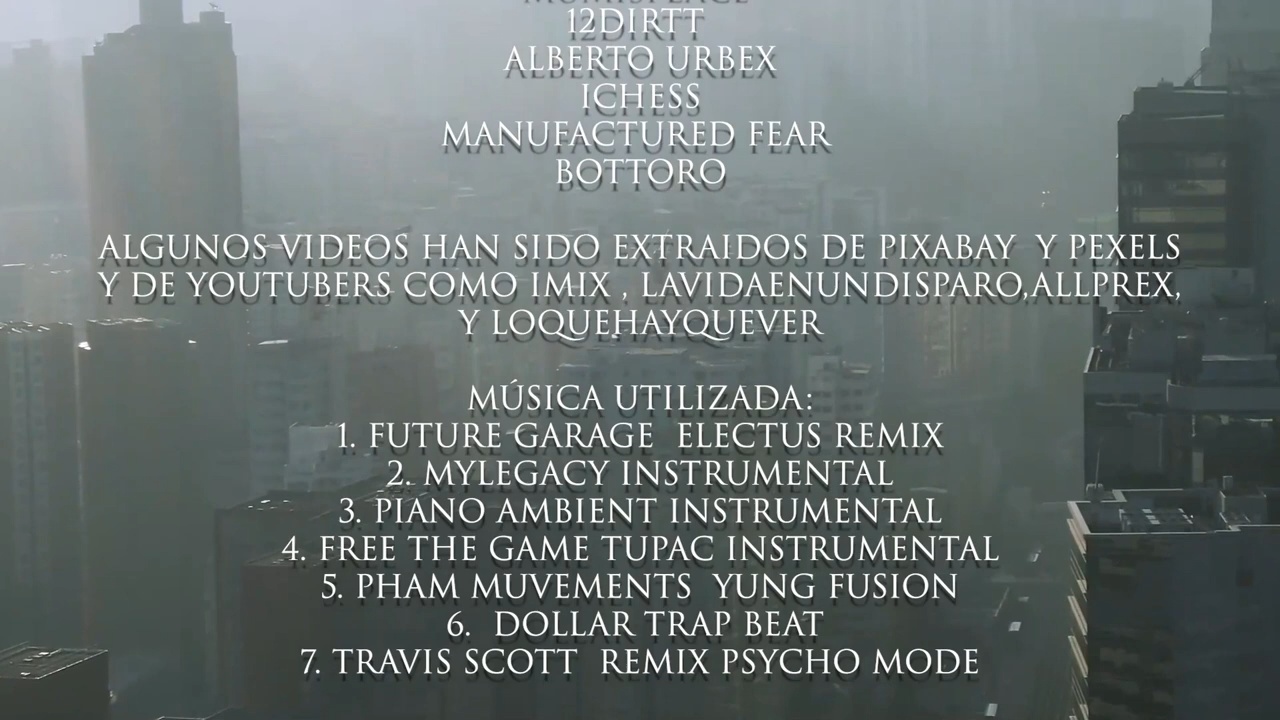 12DIRTT
ALBERTO URBEX
ICHESS
MANUFACTURED FEAR
BOTTORO
ALGUNOS VIDEOS HAN SIDO EXTRAIDOS DE PIXABAY Y PEXELS
Y DE YOUTUBERS COMO IMIX , LAVIDAENUNDISPARO,ALLPREX,
Y LOQUEHAYQUEVER
MÚSICA UTILIZADA:
1. FUTURE GARAGE ELECTUS REMIX
2. MYLEGACY INSTRUMENTAL
3. PIANO AMBIENT INSTRUMENTAL
4. FREE THE GAME TUPAC INSTRUMENTAL
5. PHAM MUVEMENTS YUNG FUSION
6. DOLLAR TRAP BEAT
7. TRAVIS SCOTT REMIX PSYCHO MODE